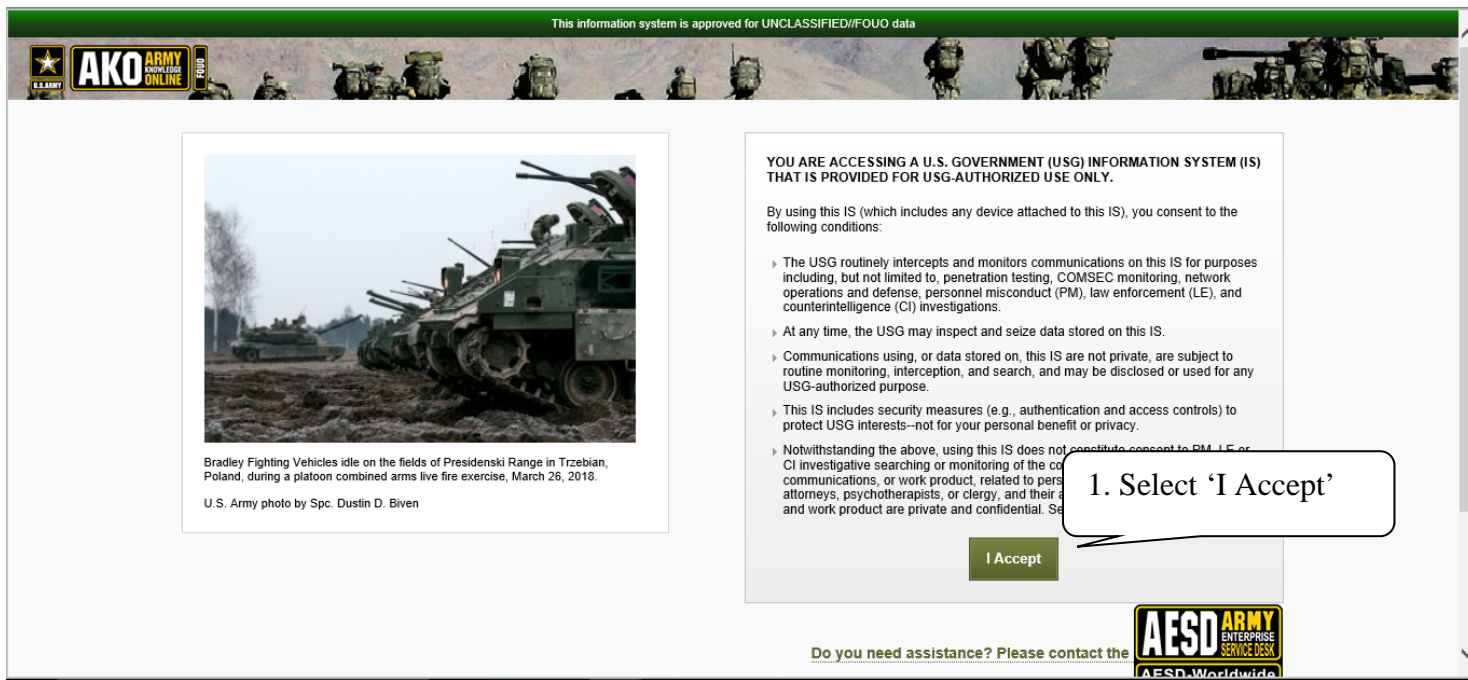 This information system is approved for UNCLASSIFIED//FOUO data
U.S.ARMY
AKO ARMY KNOWLEDGE ONLINE FOUO
Bradley Fighting Vehicles idle on the fields of Presidenski Range in Trzebian,
Poland, during a platoon combined arms live fire exercise, March 26, 2018.
U.S. Army photo by Spc. Dustin D. Biven
YOU ARE ACCESSING A U.S. GOVERNMENT (USG) INFORMATION SYSTEM (IS)
THAT IS PROVIDED FOR USG-AUTHORIZED USE ONLY.
By using this IS (which includes any device attached to this IS), you consent to the
following conditions:
The USG routinely intercepts and monitors communications on this IS for purposes
including, but not limited to, penetration testing, COMSEC monitoring, network
operations and defense, personnel misconduct (PM), law enforcement (LE), and
counterintelligence (CI) investigations.
At any time, the USG may inspect and seize data stored on this IS.
Communications using, or data stored on, this IS are not private, are subject to
routine monitoring, interception, and search, and may be disclosed or used for any
USG-authorized purpose.
This IS includes security measures (e.g., authentication and access controls) to
protect USG interests--not for your personal benefit or privacy.
Notwithstanding the above, using this IS does not constitute consent to PM, LE or
CI investigative searching or monitoring of the
communications, or work product, related to
attorneys, psychotherapists, or clergy, and their
and work product are private and confidential.
1. Select ‘I Accept’
I Accept
Do you need assistance? Please contact the
AESD ARMY ENTERPRISE SERVICE DESK
AESD-Worldwide